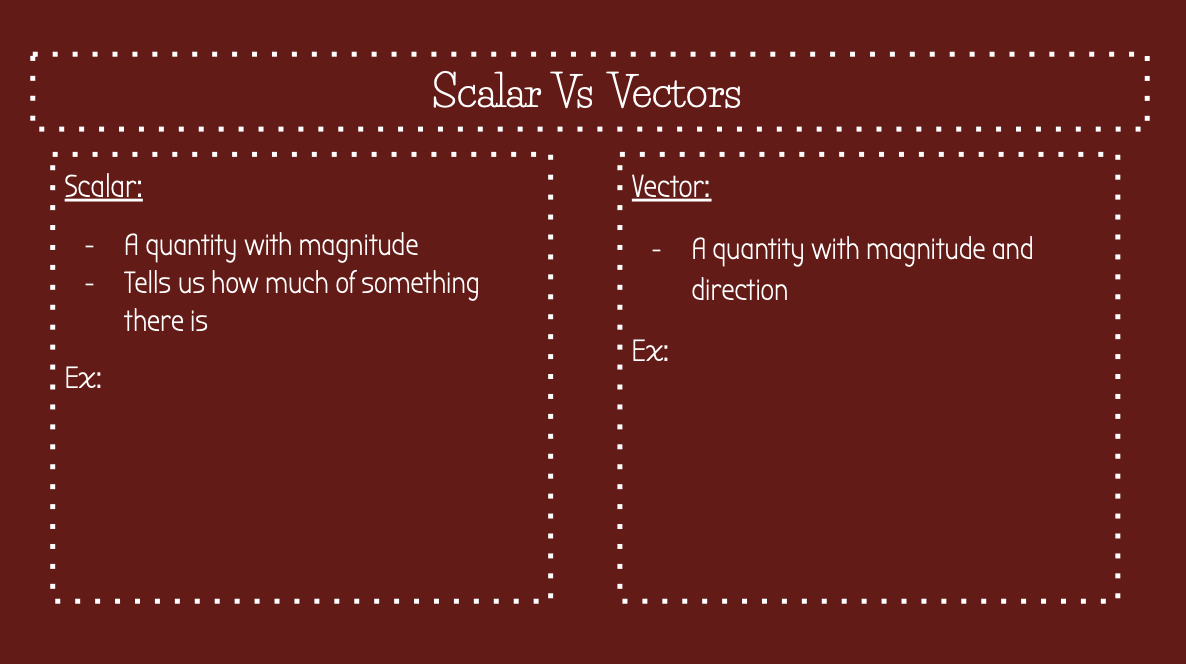 Scalar Vs Vectors
Scalar:
- A quantity with magnitude
- Tells us how much of something
there is
Ex:
Vector:
- A quantity with magnitude and
direction
Ex: